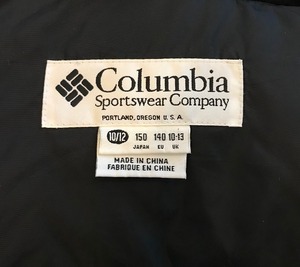 Columbia
Sportswear Company
PORTLAND, OREGON U. S. A.
10/12 150 140 10-13
JAPAN EU UK
MADE IN CHINA
FABRIQUE EN CHINE